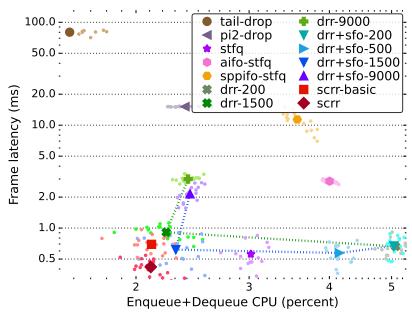 100.0
50.0
20.0
10.0
5.0
2.0
1.0
0.5
Frame latency (ms)
tail-drop
pi2-drop
stfq
aifo-stfq
sppifo-stfq
drr-200
drr-1500
drr-9000
drr+sfo-200
drr+sfo-500
drr+sfo-1500
drr+sfo-9000
scrr-basic
scrr
2 3 4 5
Enqueue+Dequeue CPU (percent)